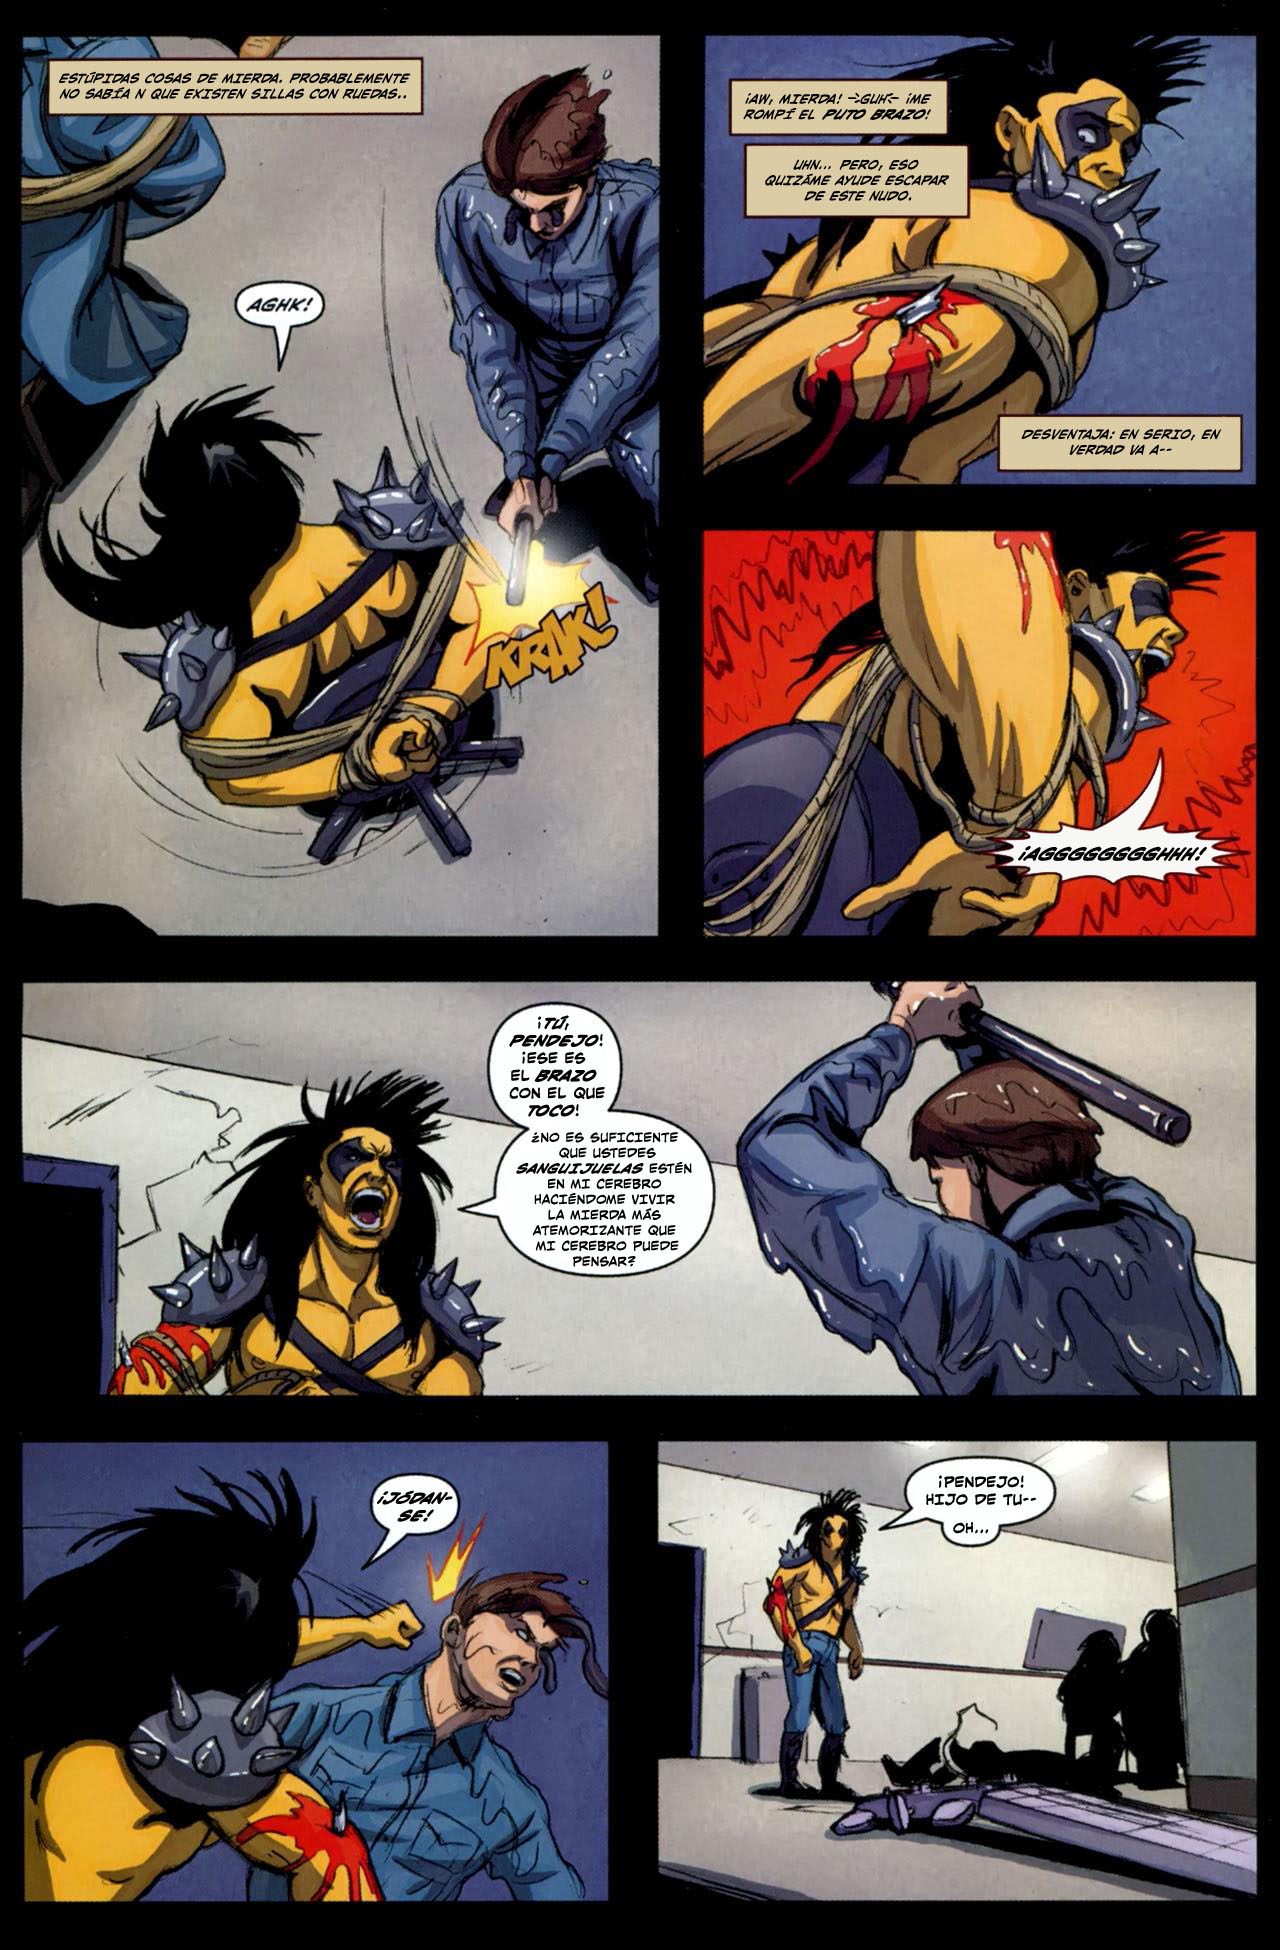 ESTÚPIDAS COSAS DE MIERDA. PROBABLEMENTE
NO SABÍA N QUE EXISTEN SILLAS CON RUEDAS..
AGHK!
KRAK!
¡AW, MIERDA! →GUH← ¡ME
ROMPÍ EL PUTO BRAZO!
UHN... PERO, ESO
QUIZÁME AYUDE ESCAPAR
DE ESTE NUDO.
DESVENTAJA: EN SERIO, EN
VERDAD VA A--
¡AGGGGGGGGHHH!
¡TÚ,
PENDEJO!
¡ESE ES
EL BRAZO
CON EL QUE
TOCO!
¿NO ES SUFICIENTE
QUE USTEDES
SANGUIJUELAS ESTÉN
EN MI CEREBRO
HACIÉNDOME VIVIR
LA MIERDA MÁS
ATEMORIZANTE QUE
MI CEREBRO PUEDE
PENSAR?
¡JÓDAN-
SE!
¡PENDEJO!
HIJO DE TU--
OH...